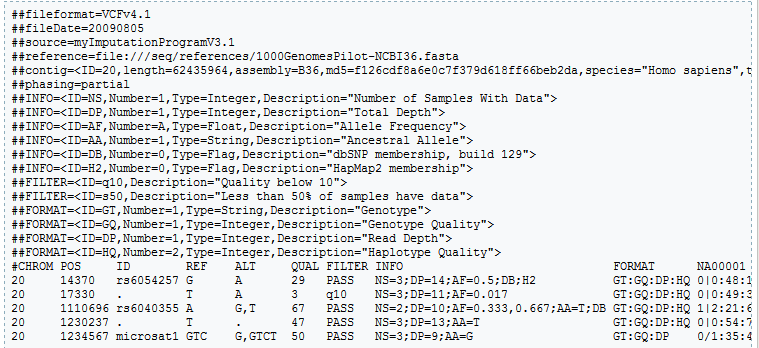 ##fileformat=VCFv4.1
##fileDate=20090805
##source=myImputationProgramV3.1
##reference=file:///seq/references/1000GenomesPilot-NCBI36.fasta
##contig=<ID=20,length=62435964,assembly=B36,md5=f126cdf8a6e0c7f379d618ff66beb2da,species="Homo sapiens",t
##phasing=partial
##INFO=<ID=NS,Number=1,Type=Integer,Description="Number of Samples With Data">
##INFO=<ID=DP,Number=1,Type=Integer,Description="Total Depth">
##INFO=<ID=AF,Number=A,Type=Float,Description="Allele Frequency">
##INFO=<ID=AA,Number=1,Type=String,Description="Ancestral Allele">
##INFO=<ID=DB,Number=0,Type=Flag,Description="dbSNP membership, build 129">
##INFO=<ID=H2,Number=0,Type=Flag,Description="HapMap2 membership">
##FILTER=<ID=q10,Description="Quality below 10">
##FILTER=<ID=s50,Description="Less than 50% of samples have data">
##FORMAT=<ID=GT,Number=1,Type=String,Description="Genotype">
##FORMAT=<ID=GQ,Number=1,Type=Integer,Description="Genotype Quality">
##FORMAT=<ID=DP,Number=1,Type=Integer,Description="Read Depth">
##FORMAT=<ID=HQ,Number=2,Type=Integer,Description="Haplotype Quality">
#CHROM POS ID REF ALT QUAL FILTER INFO FORMAT NA00001
20 14370 rs6054257 G A 29 PASS NS=3;DP=14;AF=0.5;DB;H2 GT:GQ:DP:HQ 0|0:48:1
20 17330 . T A 3 q10 NS=3;DP=11;AF=0.017 GT:GQ:DP:HQ 0|0:49:3
20 1110696 rs6040355 A G,T 67 PASS NS=2;DP=10;AF=0.333,0.667;AA=T;DB GT:GQ:DP:HQ 1|2:21:6
20 1230237 . T . 47 PASS NS=3;DP=13;AA=T GT:GQ:DP:HQ 0|0:54:7
20 1234567 microsat1 GTC G,GTCT 50 PASS NS=3;DP=9;AA=G GT:GQ:DP 0/1:35:4